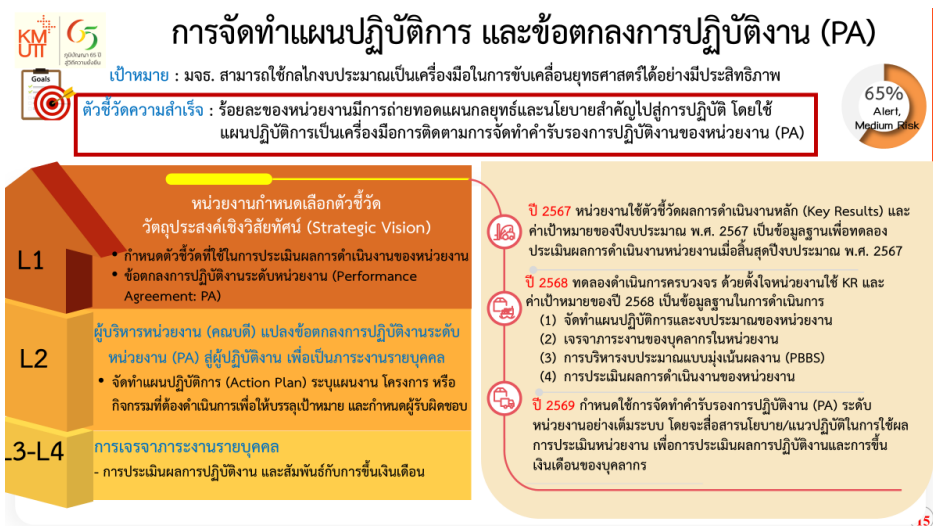 KMUTT
65
ภูมิปัญญา 65 ปี
สู่วิถีความยั่งยืน
การจัดทำแผนปฏิบัติการ และข้อตกลงการปฏิบัติงาน (PA)
Goals
เป้าหมาย : มจธ. สามารถใช้กลไกงบประมาณเป็นเครื่องมือในการขับเคลื่อนยุทธศาสตร์ได้อย่างมีประสิทธิภาพ
ตัวชี้วัดความสำเร็จ : ร้อยละของหน่วยงานมีการถ่ายทอดแผนกลยุทธ์และนโยบายสำคัญไปสู่การปฏิบัติ โดยใช้
แผนปฏิบัติการเป็นเครื่องมือการติดตามการจัดทำคำรับรองการปฏิบัติงานของหน่วยงาน (PA)
65%
Alert,
Medium Risk
L1
หน่วยงานกำหนดเลือกตัวชี้วัด
วัตถุประสงค์เชิงวิสัยทัศน์ (Strategic Vision)
• กำหนดตัวชี้วัดที่ใช้ในการประเมินผลการดำเนินงานของหน่วยงาน
• ข้อตกลงการปฏิบัติงานระดับหน่วยงาน (Performance
Agreement: PA)
L2
ผู้บริหารหน่วยงาน (คณบดี) แปลงข้อตกลงการปฏิบัติงานระดับ
หน่วยงาน (PA) สู่ผู้ปฏิบัติงาน เพื่อเป็นภาระงานรายบุคคล
• จัดทำแผนปฏิบัติการ (Action Plan) ระบุแผนงาน โครงการ หรือ
กิจกรรมที่ต้องดำเนินการเพื่อให้บรรลุเป้าหมาย และกำหนดผู้รับผิดชอบ
L3-L4
การเจรจาภาระงานรายบุคคล
- การประเมินผลการปฏิบัติงาน และสัมพันธ์กับการขึ้นเงินเดือน
ปี 2567 หน่วยงานใช้ตัวชี้วัดผลการดำเนินงานหลัก (Key Results) และ
ค่าเป้าหมายของปีงบประมาณ พ.ศ. 2567 เป็นข้อมูลฐานเพื่อทดลอง
ประเมินผลการดำเนินงานหน่วยงานเมื่อสิ้นสุดปีงบประมาณ พ.ศ. 2567
ปี 2568 ทดลองดำเนินการครบวงจร ด้วยตั้งใจหน่วยงานใช้ KR และ
ค่าเป้าหมายของปี 2568 เป็นข้อมูลฐานในการดำเนินการ
(1) จัดทำแผนปฏิบัติการและงบประมาณของหน่วยงาน
(2) เจรจาภาระงานของบุคลากรในหน่วยงาน
(3) การบริหารงบประมาณแบบมุ่งเน้นผลงาน (PBBS)
(4) การประเมินผลการดำเนินงานของหน่วยงาน
ปี 2569 กำหนดใช้การจัดทำคำรับรองการปฏิบัติงาน (PA) ระดับ
หน่วยงานอย่างเต็มระบบ โดยจะสื่อสารนโยบาย/แนวปฏิบัติในการใช้ผล
การประเมินหน่วยงาน เพื่อการประเมินผลการปฏิบัติงานและการขึ้น
เงินเดือนของบุคลากร
15